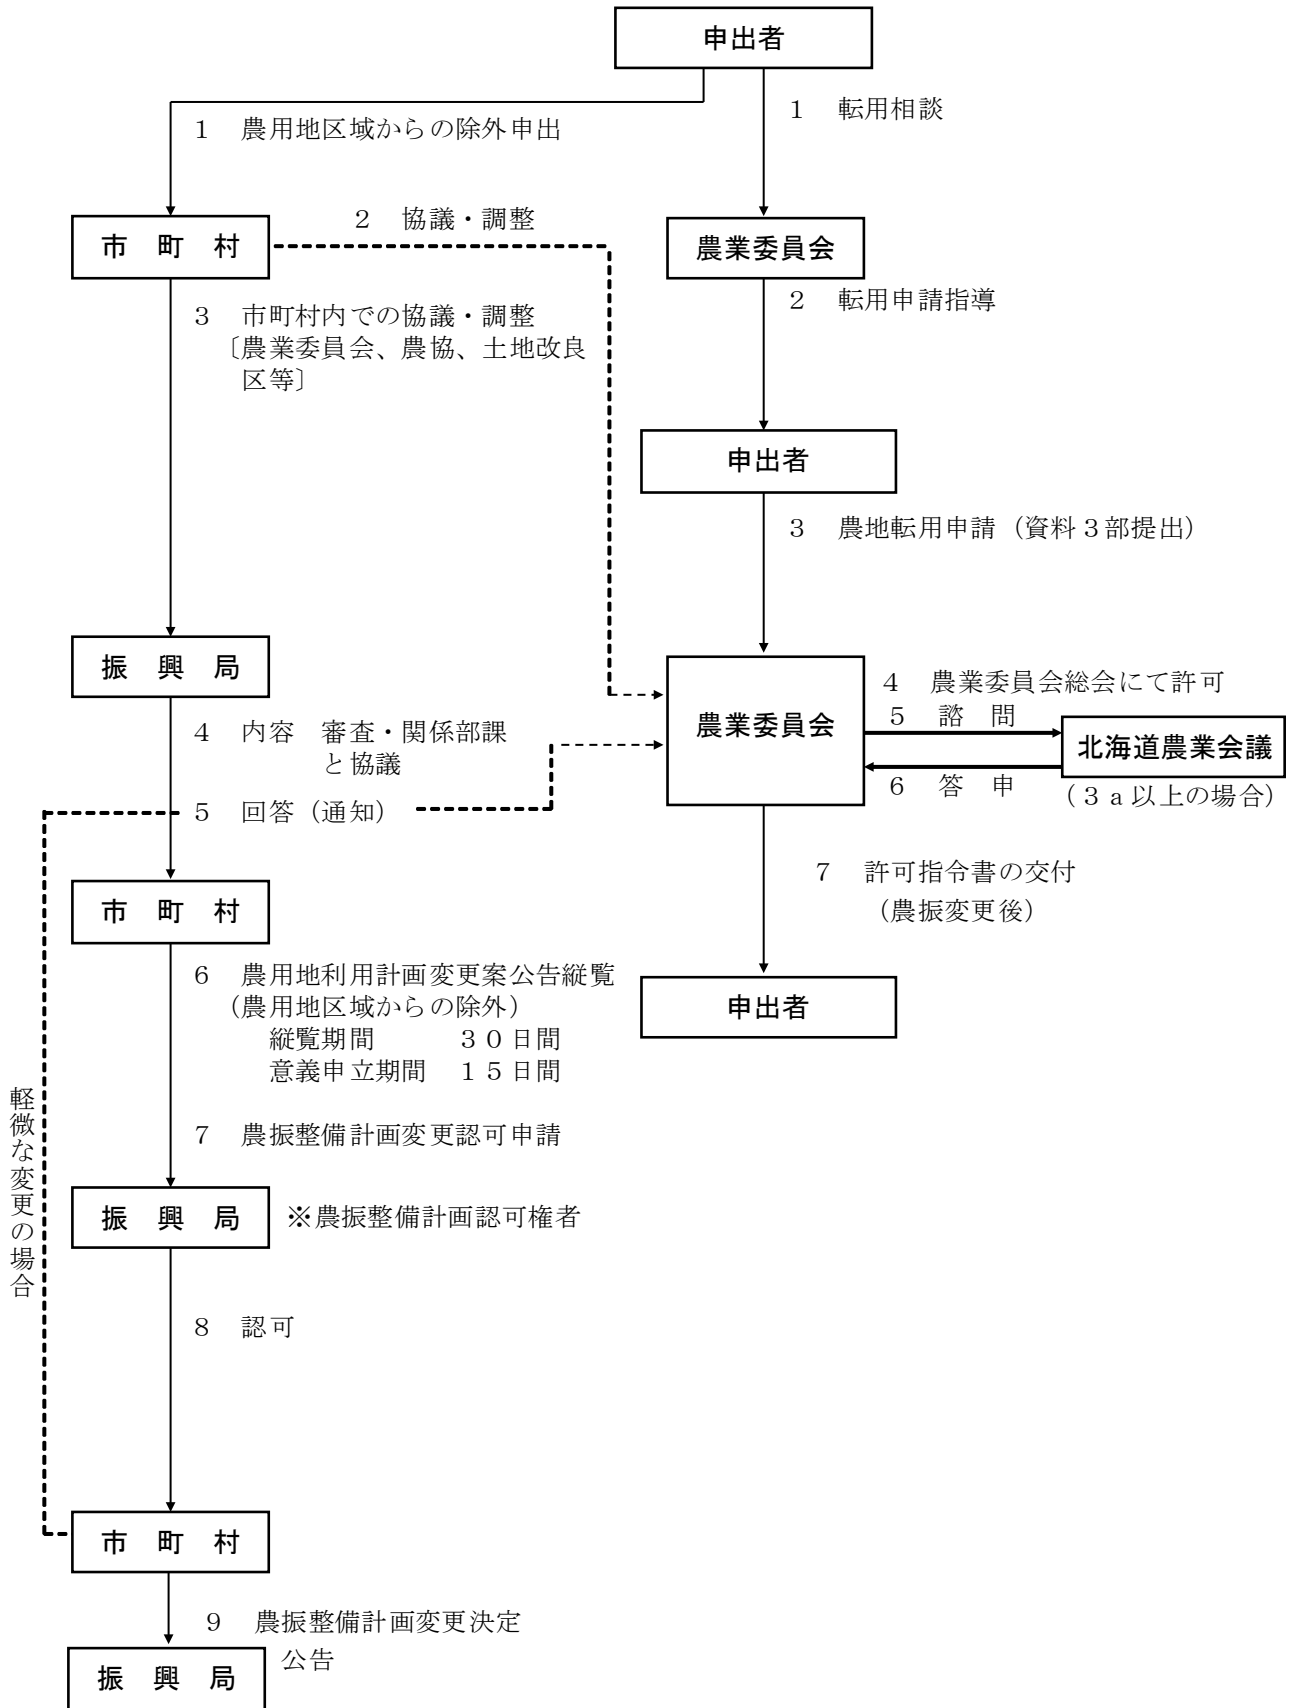 申出者
1　農用地区域からの除外申出
1　転用相談
市　町　村
2　協議・調整
農業委員会
2　転用申請指導
3　市町村内での協議・調整
〔農業委員会、農協、土地改良
区等〕
申出者
3　農地転用申請（資料３部提出）
振　興　局
4　内容　審査・関係部課
と協議
5　回答（通知）
農業委員会
4　農業委員会総会にて許可
5　諮　問
北海道農業会議
6　答　申
（３ａ以上の場合）
7　許可指令書の交付
（農振変更後）
申出者
市　町　村
6　農用地利用計画変更案公告縦覧
（農用地区域からの除外）
縦覧期間　　　３０日間
意義申立期間　１５日間
軽微な変更の場合
7　農振整備計画変更認可申請
振　興　局
※農振整備計画認可権者
8　認可
市　町　村
9　農振整備計画変更決定
公告
振　興　局